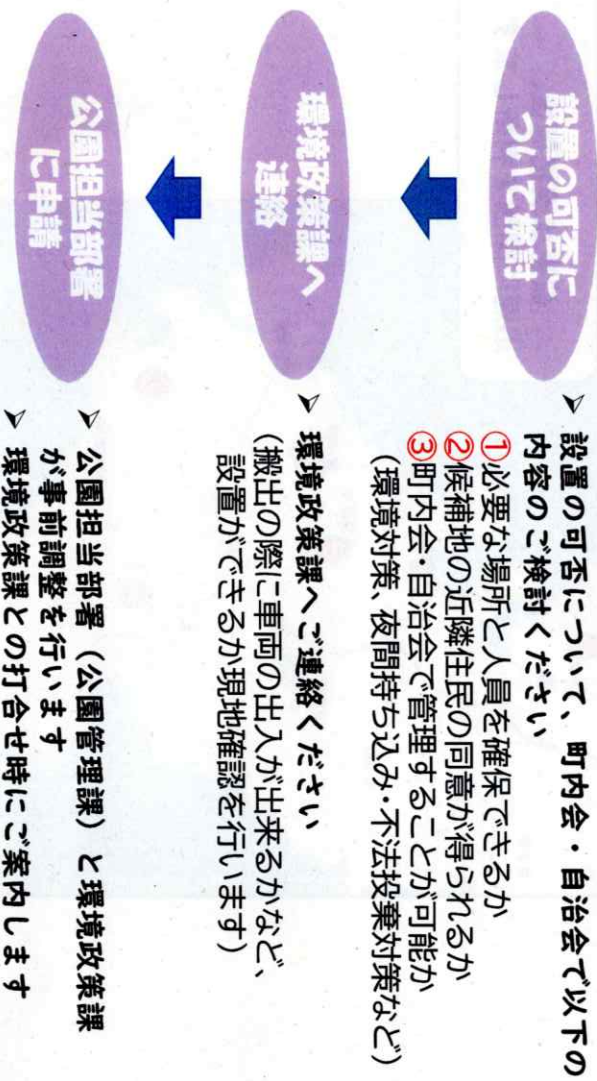 設置の可否に
ついて検討
➢ 設置の可否について、町内会・自治会で以下の
内容のご検討ください
①必要な場所と人員を確保できるか
②候補地の近隣住民の同意が得られるか
③町内会・自治会で管理することが可能か
（環境対策、夜間持ち込み・不法投棄対策など）
環境政策課へ
連絡
➢ 環境政策課へご連絡ください
（搬出の際に車両の出入が出来るかなど、
設置ができるか現地確認を行います）
公園担当部署
に申請
➢ 公園担当部署（公園管理課）と環境政策課
が事前調整を行います
➢ 環境政策課との打合せ時にご案内します